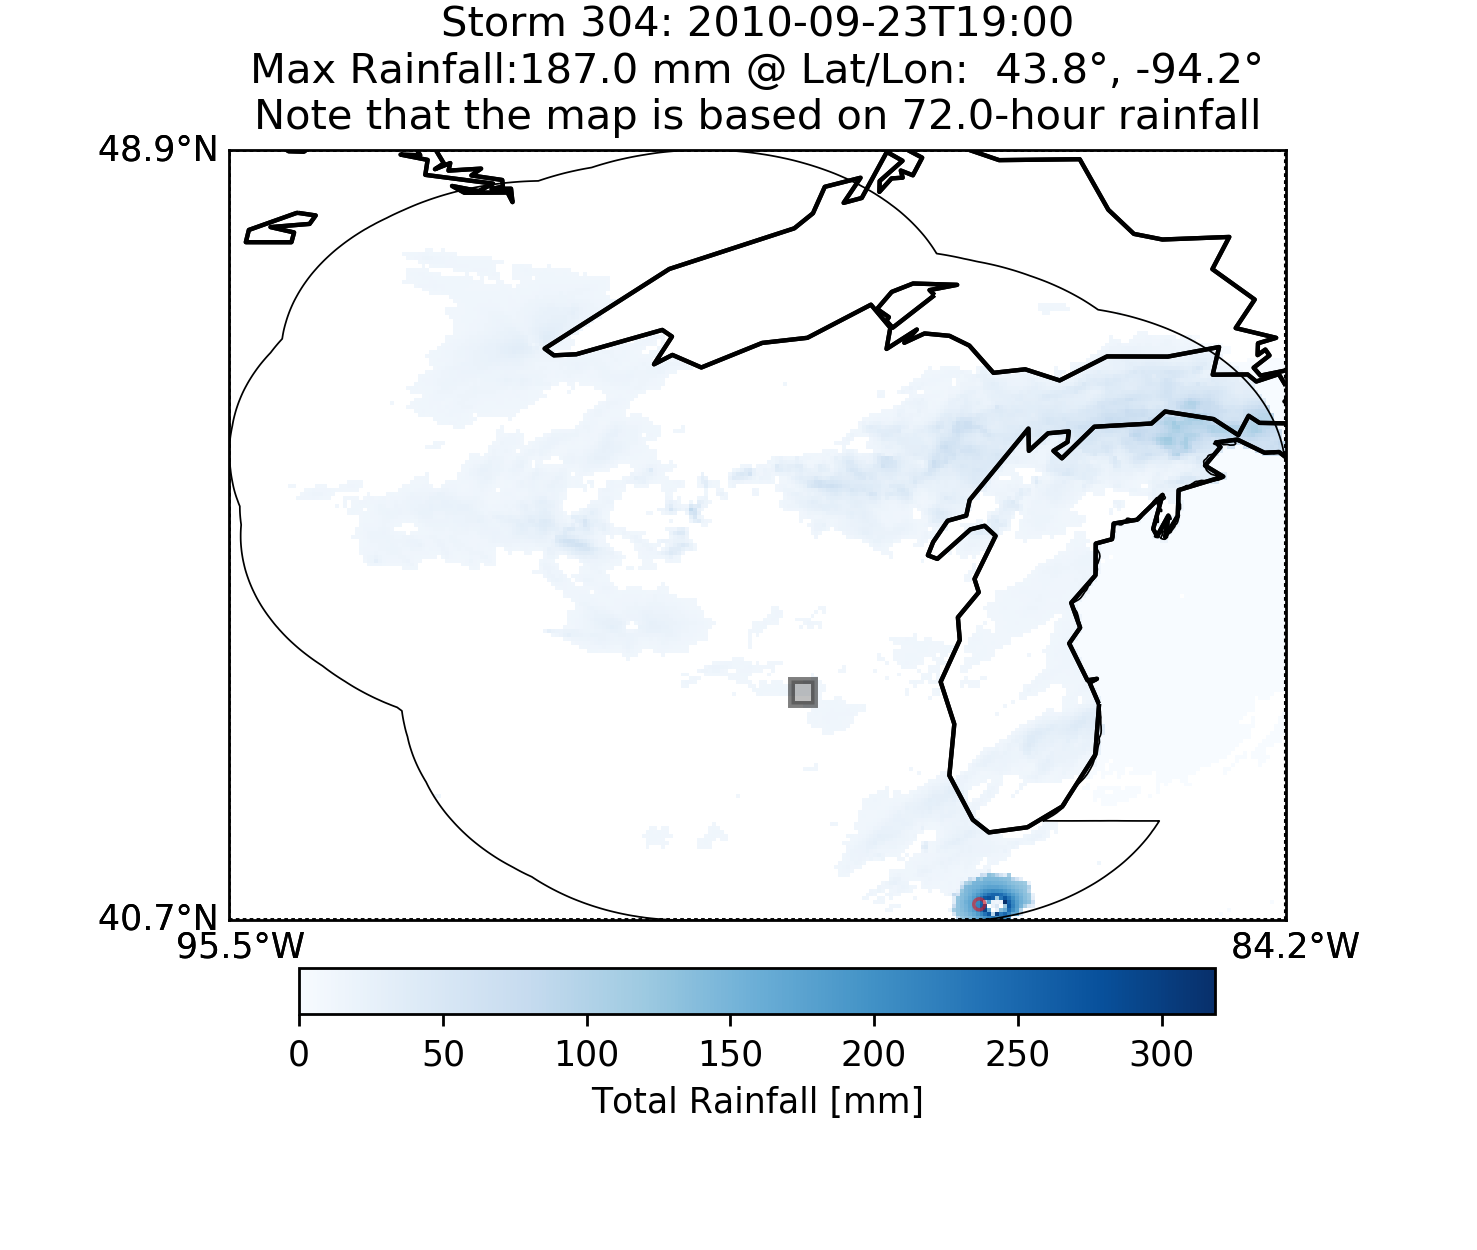 Storm 304: 2010-09-23T19:00
Max Rainfall:187.0 mm @ Lat/Lon:  43.8°, -94.2°
Note that the map is based on 72.0-hour rainfall
48.9°N
40.7°N
95.5°W 84.2°W
0 50 100 150 200 250 300
Total Rainfall [mm]